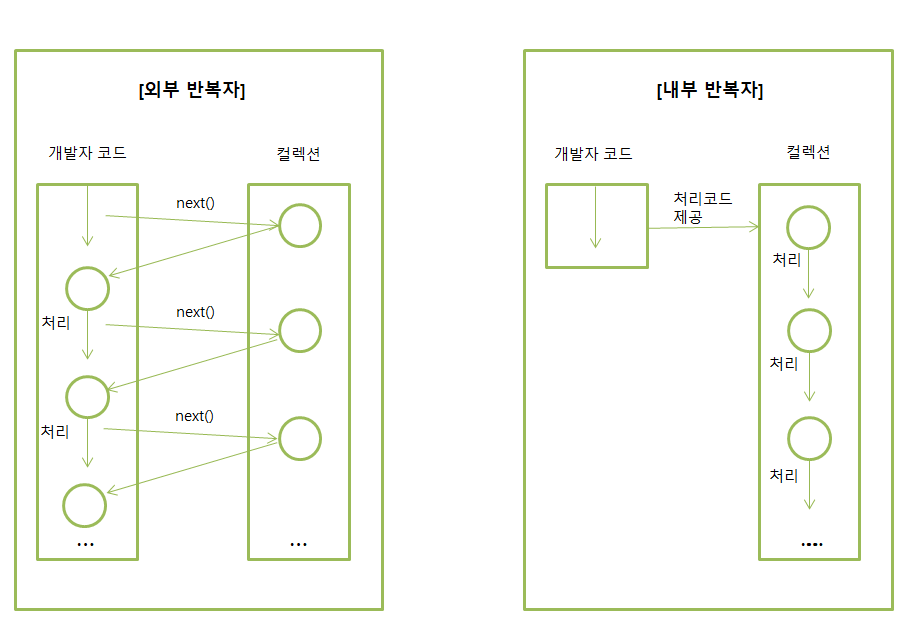 [외부 반복자]
개발자 코드
컬렉션
next()
처리
next()
처리
next()
...
...
[내부 반복자]
개발자 코드
컬렉션
처리코드
제공
처리
처리
처리
....